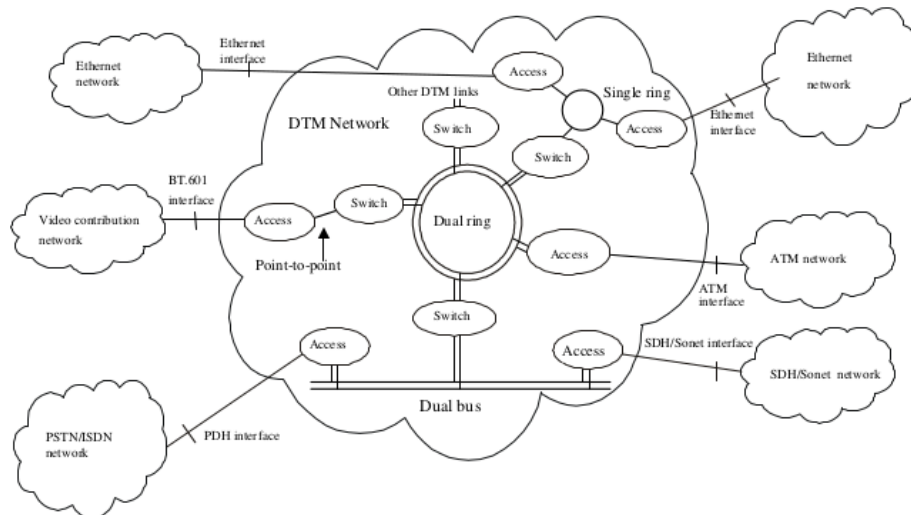 Ethernet
network
Ethernet
interface
Access
Other DTM links
Single ring
Ethernet
network
Ethernet
interface
DTM Network
Switch
Access
Switch
BT.601
interface
Video contribution
network
Access
Switch
Dual ring
Point-to-point
Access
ATM network
ATM
interface
Switch
Access
Access
SDH/Sonet interface
SDH/Sonet network
Dual bus
PSTN/ISDN
network
PDH interface